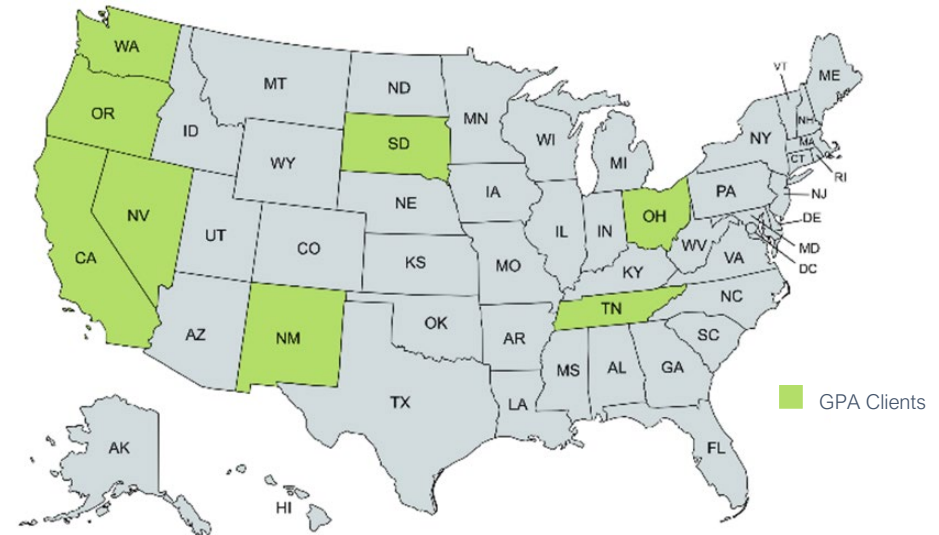 WA
MT
ND
MN
VT
ME
OR
ID
SD
WI
NH
WY
MI
NY
MA
CT
RI
NV
NE
IA
PA
NJ
UT
CO
IL
IN
OH
WV
DE
CA
KS
MO
KY
VA
MD
DC
AZ
NM
OK
AR
TN
NC
SC
TX
LA
MS
AL
GA
GPA Clients
AK
HI
FL